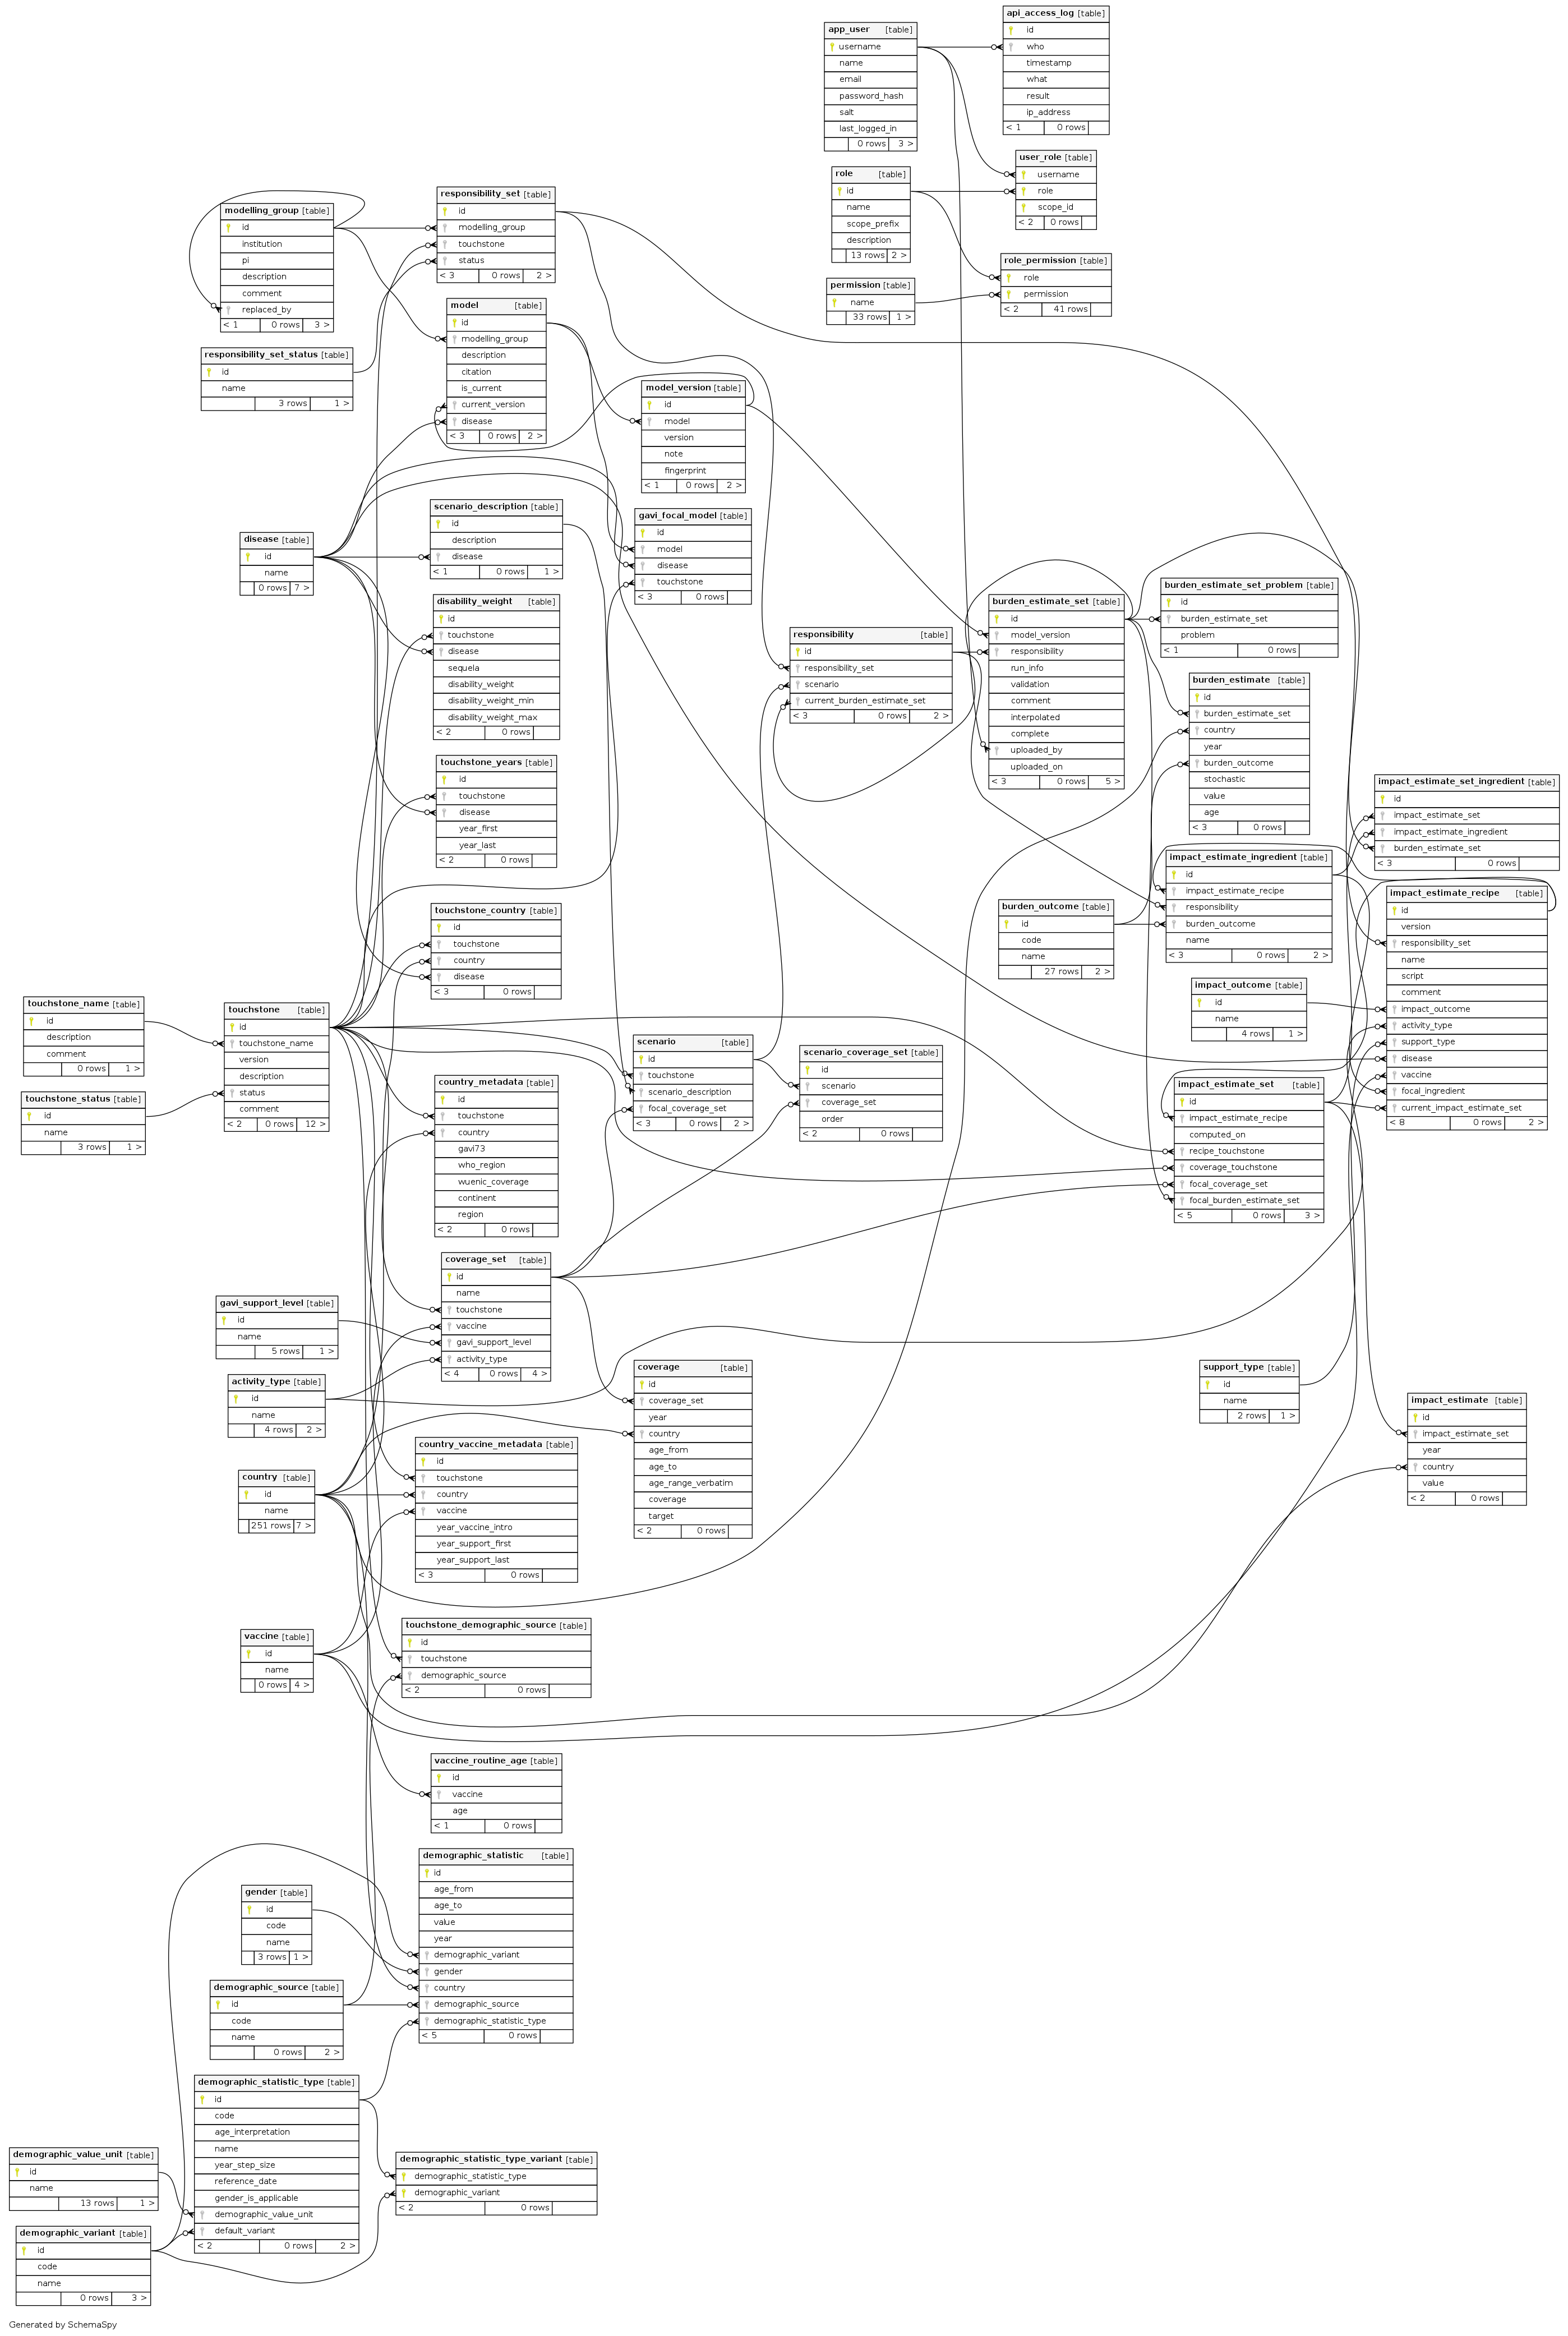 api_access_log [table]
id
who
timestamp
what
result
ip_address
< 1 0 rows
app_user [table]
username
name
email
password_hash
salt
last_logged_in
0 rows 3 >
user_role [table]
username
role
scope_id
< 2 0 rows
role [table]
id
name
scope_prefix
description
13 rows 2 >
role_permission [table]
role
permission
< 2 41 rows
permission [table]
name
33 rows 1 >
responsibility_set [table]
id
modelling_group
touchstone
status
< 3 0 rows 2 >
modelling_group [table]
id
institution
pi
description
comment
replaced_by
< 1 0 rows 3 >
model [table]
id
modelling_group
description
citation
is_current
current_version
disease
< 3 0 rows 2 >
responsibility_set_status [table]
id
name
3 rows 1 >
model_version [table]
id
model
version
note
fingerprint
< 1 0 rows 2 >
scenario_description [table]
id
description
disease
< 1 0 rows 1 >
gavi_focal_model [table]
id
model
disease
touchstone
< 3 0 rows
disease [table]
id
name
0 rows 7 >
disability_weight [table]
id
touchstone
disease
sequela
disability_weight
disability_weight_min
disability_weight_max
< 2 0 rows
burden_estimate_set_problem [table]
id
burden_estimate_set
problem
< 1 0 rows
burden_estimate_set [table]
id
model_version
responsibility
run_info
validation
comment
interpolated
complete
uploaded_by
uploaded_on
< 3 0 rows 5 >
responsibility [table]
id
responsibility_set
scenario
current_burden_estimate_set
< 3 0 rows 2 >
burden_estimate [table]
id
burden_estimate_set
country
year
burden_outcome
stochastic
value
age
< 3 0 rows
touchstone_years [table]
id
touchstone
disease
year_first
year_last
< 2 0 rows
impact_estimate_set_ingredient [table]
id
impact_estimate_set
impact_estimate_ingredient
burden_estimate_set
< 3 0 rows
impact_estimate_ingredient [table]
id
impact_estimate_recipe
responsibility
burden_outcome
name
< 3 0 rows 2 >
impact_estimate_recipe [table]
id
version
responsibility_set
name
script
comment
impact_outcome
activity_type
support_type
disease
vaccine
focal_ingredient
current_impact_estimate_set
< 8 0 rows 2 >
burden_outcome [table]
id
code
name
27 rows 2 >
touchstone_country [table]
id
touchstone
country
disease
< 3 0 rows
impact_outcome [table]
id
name
4 rows 1 >
touchstone_name [table]
id
description
comment
0 rows 1 >
touchstone [table]
id
touchstone_name
version
description
status
comment
< 2 0 rows 12 >
touchstone_status [table]
id
name
3 rows 1 >
scenario [table]
id
touchstone
scenario_description
focal_coverage_set
< 3 0 rows 2 >
scenario_coverage_set [table]
id
scenario
coverage_set
order
< 2 0 rows
country_metadata [table]
id
touchstone
country
gavi73
who_region
wuenic_coverage
continent
region
< 2 0 rows
impact_estimate_set [table]
id
impact_estimate_recipe
computed_on
recipe_touchstone
coverage_touchstone
focal_coverage_set
focal_burden_estimate_set
< 5 0 rows 3 >
coverage_set [table]
id
name
touchstone
vaccine
gavi_support_level
activity_type
< 4 0 rows 4 >
gavi_support_level [table]
id
name
5 rows 1 >
activity_type [table]
id
name
4 rows 2 >
coverage [table]
id
coverage_set
year
country
age_from
age_to
age_range_verbatim
coverage
target
< 2 0 rows
support_type [table]
id
name
2 rows 1 >
impact_estimate [table]
id
impact_estimate_set
year
country
value
< 2 0 rows
country_vaccine_metadata [table]
id
touchstone
country
vaccine
year_vaccine_intro
year_support_first
year_support_last
< 3 0 rows
country [table]
id
name
251 rows 7 >
touchstone_demographic_source [table]
id
touchstone
demographic_source
< 2 0 rows
vaccine [table]
id
name
0 rows 4 >
vaccine_routine_age [table]
id
vaccine
age
< 1 0 rows
demographic_statistic [table]
id
age_from
age_to
value
year
demographic_variant
gender
country
demographic_source
demographic_statistic_type
< 5 0 rows
gender [table]
id
code
name
3 rows 1 >
demographic_source [table]
id
code
name
0 rows 2 >
demographic_statistic_type [table]
id
code
age_interpretation
name
year_step_size
reference_date
gender_is_applicable
demographic_value_unit
default_variant
< 2 0 rows 2 >
demographic_value_unit [table]
id
name
13 rows 1 >
demographic_statistic_type_variant [table]
demographic_statistic_type
demographic_variant
< 2 0 rows
demographic_variant [table]
id
code
name
0 rows 3 >
Generated by SchemaSpy